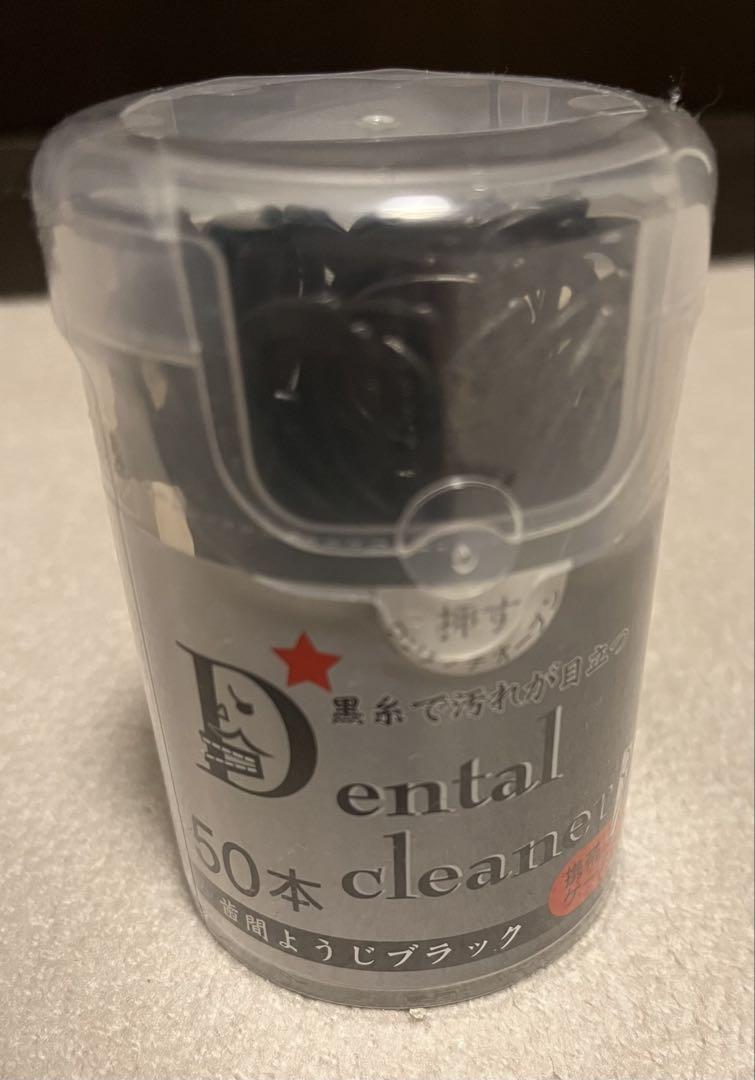 押す
黒糸で汚れが目立つ
Dental
cleaner
50本
歯間ようじブラック